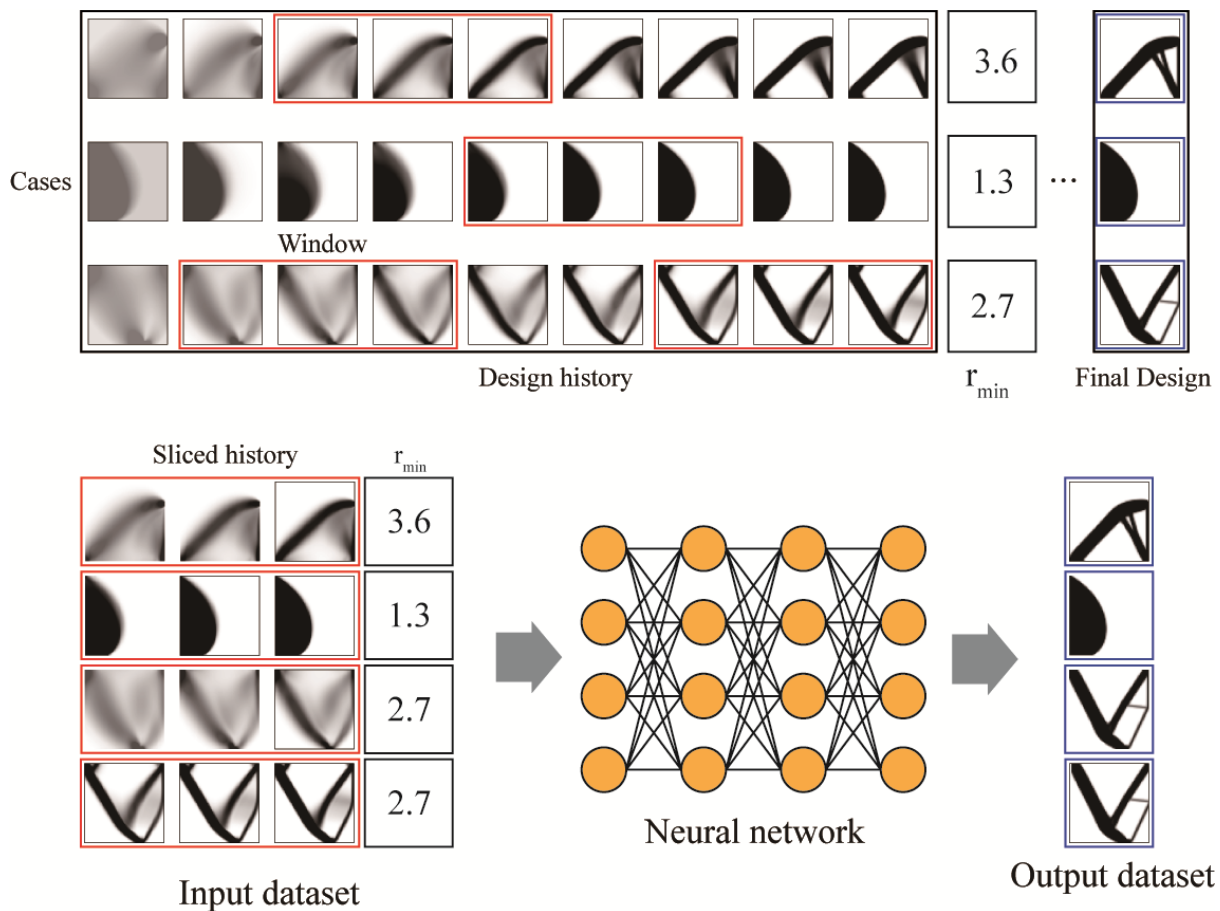 3.6
Cases
1.3
...
Window
2.7
Design history
r_min
Final Design
Sliced history
r_min
3.6
1.3
2.7
2.7
Neural network
Input dataset
Output dataset